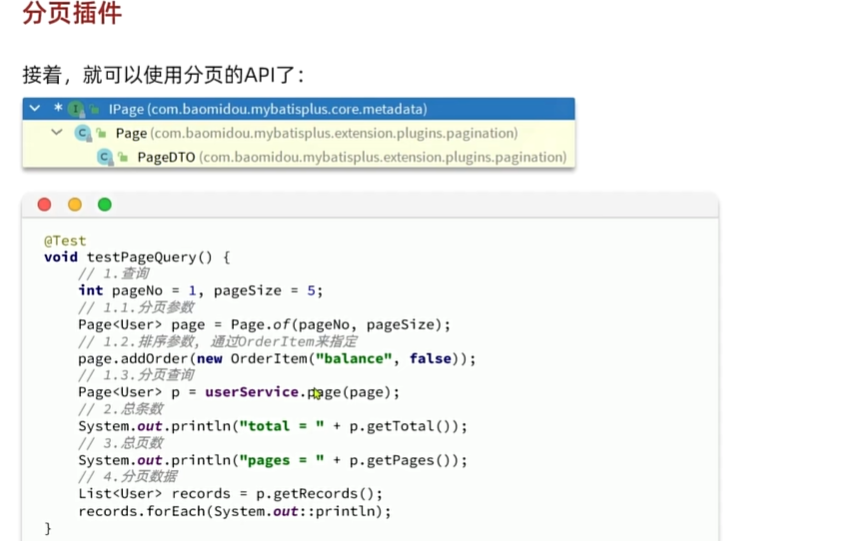 分页插件
接着，就可以使用分页的API了：
* IPage (com.baomidou.mybatisplus.core.metadata)
Page (com.baomidou.mybatisplus.extension.plugins.pagination)
PageDTO (com.baomidou.mybatisplus.extension.plugins.pagination)
@Test
void testPageQuery() {
// 1.查询
int pageNo = 1, pageSize = 5;
// 1.1.分页参数
Page<User> page = Page.of(pageNo, pageSize);
// 1.2.排序参数, 通过OrderItem来指定
page.addOrder(new OrderItem("balance", false));
// 1.3.分页查询
Page<User> p = userService.page(page);
// 2.总条数
System.out.println("total = " + p.getTotal());
// 3.总页数
System.out.println("pages = " + p.getPages());
// 4.分页数据
List<User> records = p.getRecords();
records.forEach(System.out::println);
}